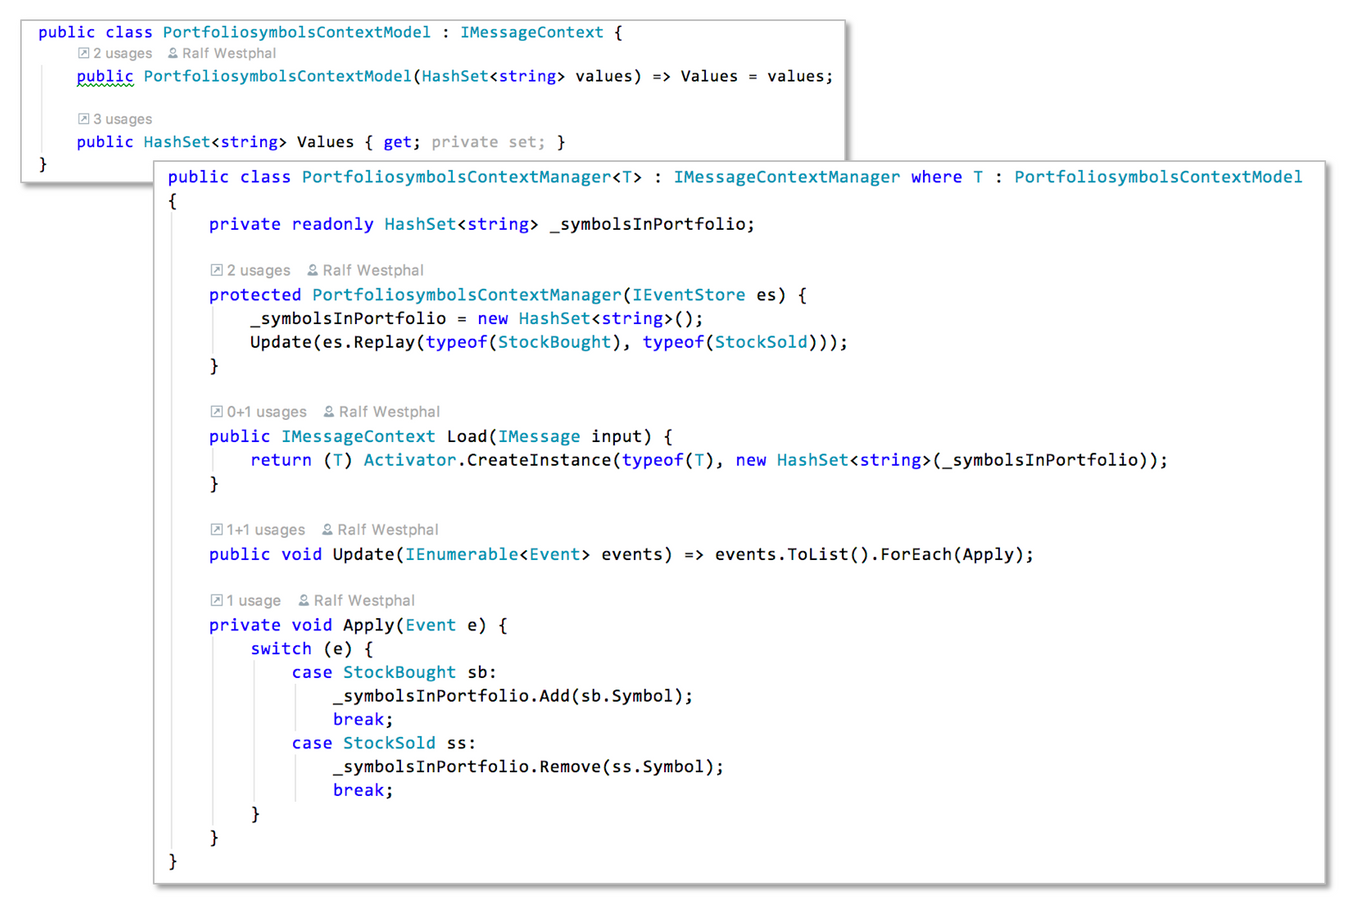 public class PortfoliosymbolsContextModel : IMessageContext {
2 usages Ralf Westphal
public PortfoliosymbolsContextModel(HashSet<string> values) => Values = values;
3 usages
public HashSet<string> Values { get; private set; }
}
public class PortfoliosymbolsContextManager<T> : IMessageContextManager where T : PortfoliosymbolsContextModel
{
private readonly HashSet<string> _symbolsInPortfolio;
2 usages Ralf Westphal
protected PortfoliosymbolsContextManager(IEventStore es) {
_symbolsInPortfolio = new HashSet<string>();
Update(es.Replay(typeof(StockBought), typeof(StockSold)));
}
0+1 usages Ralf Westphal
public IMessageContext Load(IMessage input) {
return (T) Activator.CreateInstance(typeof(T), new HashSet<string>(_symbolsInPortfolio));
}
1+1 usages Ralf Westphal
public void Update(IEnumerable<Event> events) => events.ToList().ForEach(Apply);
1 usage Ralf Westphal
private void Apply(Event e) {
switch (e) {
case StockBought sb:
_symbolsInPortfolio.Add(sb.Symbol);
break;
case StockSold ss:
_symbolsInPortfolio.Remove(ss.Symbol);
break;
}
}
}